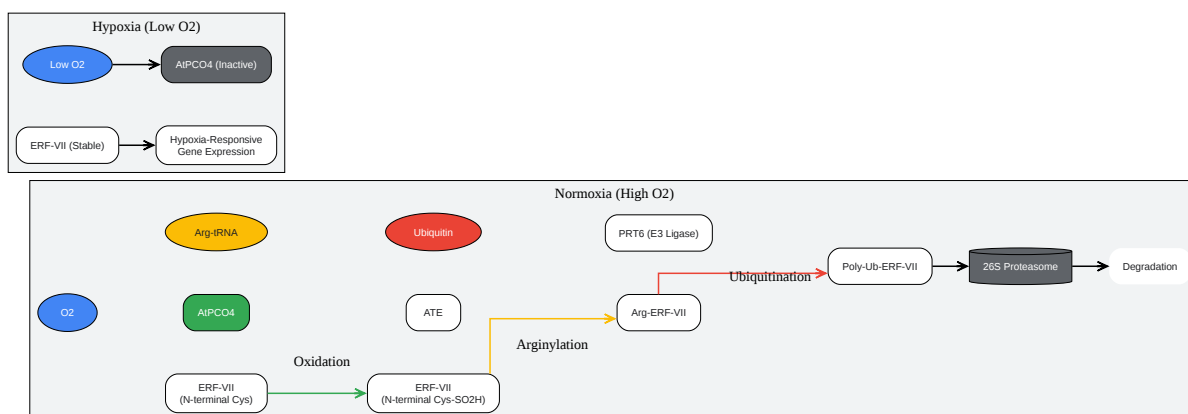 Hypoxia (Low O2)
Low O2
AtPCO4 (Inactive)
ERF-VII (Stable)
Hypoxia-Responsive
Gene Expression
Normoxia (High O2)
Arg-tRNA
Ubiquitin
PRT6 (E3 Ligase)
Poly-Ub-ERF-VII
26S Proteasome
Degradation
Ubiquitination
O2
AtPCO4
ATE
Arg-ERF-VII
Arginylation
Oxidation
ERF-VII
(N-terminal Cys)
ERF-VII
(N-terminal Cys-SO2H)